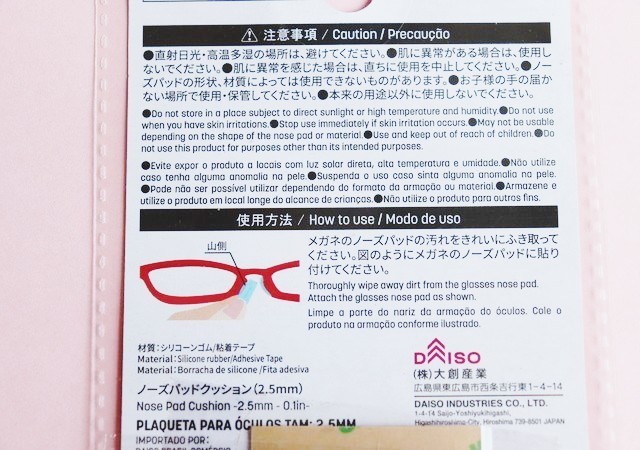 注意事項 / Caution / Precaução
●直射日光・高温多湿の場所は、避けてください。●肌に異常がある場合は、使用し
ないでください。●肌に異常を感じた場合は、直ちに使用を中止してください。●ノー
ズパッドの形状、材質によっては使用できないものがあります。●お子様の手の届か
ない場所で使用・保管してください。●本来の用途以外に使用しないでください。
●Do not store in a place subject to direct sunlight or high temperature and humidity.●Do not use
when you have skin irritations.●Stop use immediately if skin irritation occurs.●May not be usable
depending on the shape of the nose pad or material.●Use and keep out of reach of children.●Do
not use this product for purposes other than its intended purposes.
●Evite expor o produto a locais com luz solar direta, alta temperatura e umidade.●Não utilize
caso tenha alguma anomalia na pele.●Suspenda o uso caso sinta alguma anomalia na pele.
●Pode não ser possível utilizar dependendo do formato da armação ou material.●Armazene e
utilize o produto em local longe do alcance de crianças.●Não utilize o produto para outros fins.
使用方法 / How to use / Modo de uso
山側
メガネのノーズパッドの汚れをきれいにふき取って
ください。図のようにメガネのノーズパッドに貼り
付けてください。
Thoroughly wipe away dirt from the glasses nose pad.
Attach the glasses nose pad as shown.
Limpe a parte do nariz da armação do óculos. Cole o
produto na armação conforme ilustrado.
材質：シリコーンゴム/粘着テープ
Material：Silicone rubber/Adhesive Tape
Material：Borracha de silicone /Fita adesiva
ノーズパッドクッション（2.5mm）
Nose Pad Cushion -2.5mm - 0.1in-
PLAQUETA PARA ÓCULOS TAM: 2.5MM
IMPORTADO POR:
DAISO BRASIL COMÉRCIO
DAISO
（株）大創産業
広島県東広島市西条吉行東1-4-14
DAISO INDUSTRIES CO., LTD.
1-4-14 Saijo-Yoshiyukihigashi,
Higashihiroshima City, Hiroshima 739-8501 JAPAN